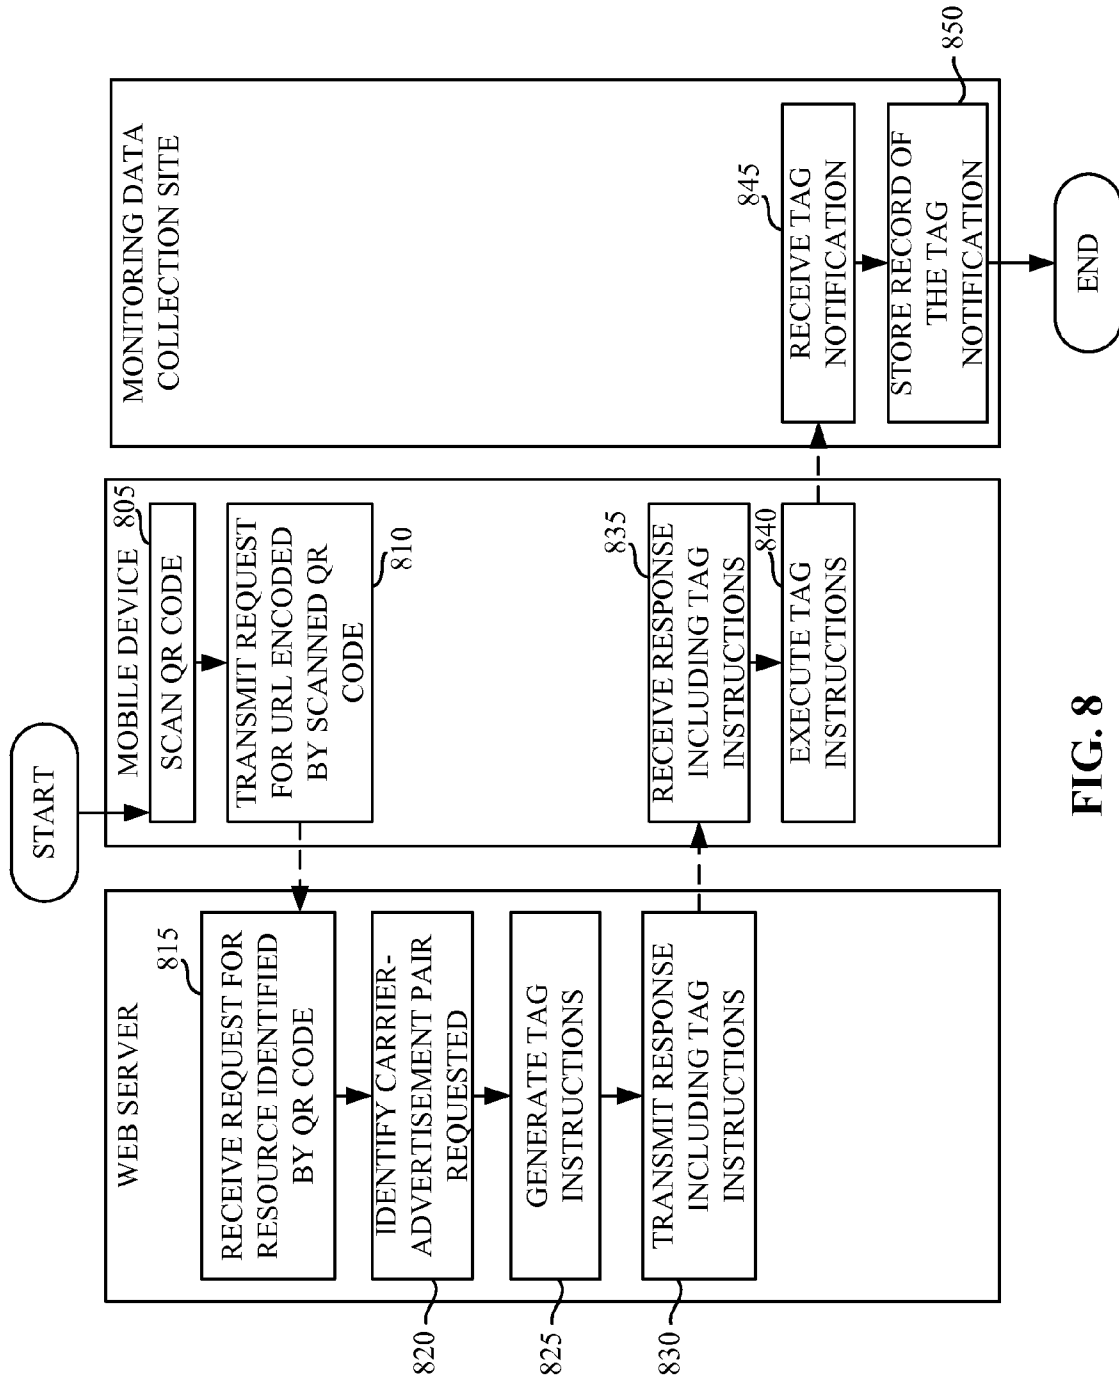 START
WEB SERVER
815
RECEIVE REQUEST FOR
RESOURCE IDENTIFIED
BY QR CODE
IDENTIFY CARRIER-
ADVERTISEMENT PAIR
REQUESTED
820
GENERATE TAG
INSTRUCTIONS
825
TRANSMIT RESPONSE
INCLUDING TAG
INSTRUCTIONS
830
MOBILE DEVICE
805
SCAN QR CODE
TRANSMIT REQUEST
FOR URL ENCODED
BY SCANNED QR
CODE
810
835
RECEIVE RESPONSE
INCLUDING TAG
INSTRUCTIONS
840
EXECUTE TAG
INSTRUCTIONS
MONITORING DATA
COLLECTION SITE
845
RECEIVE TAG
NOTIFICATION
STORE RECORD OF
THE TAG
NOTIFICATION
850
END
FIG. 8